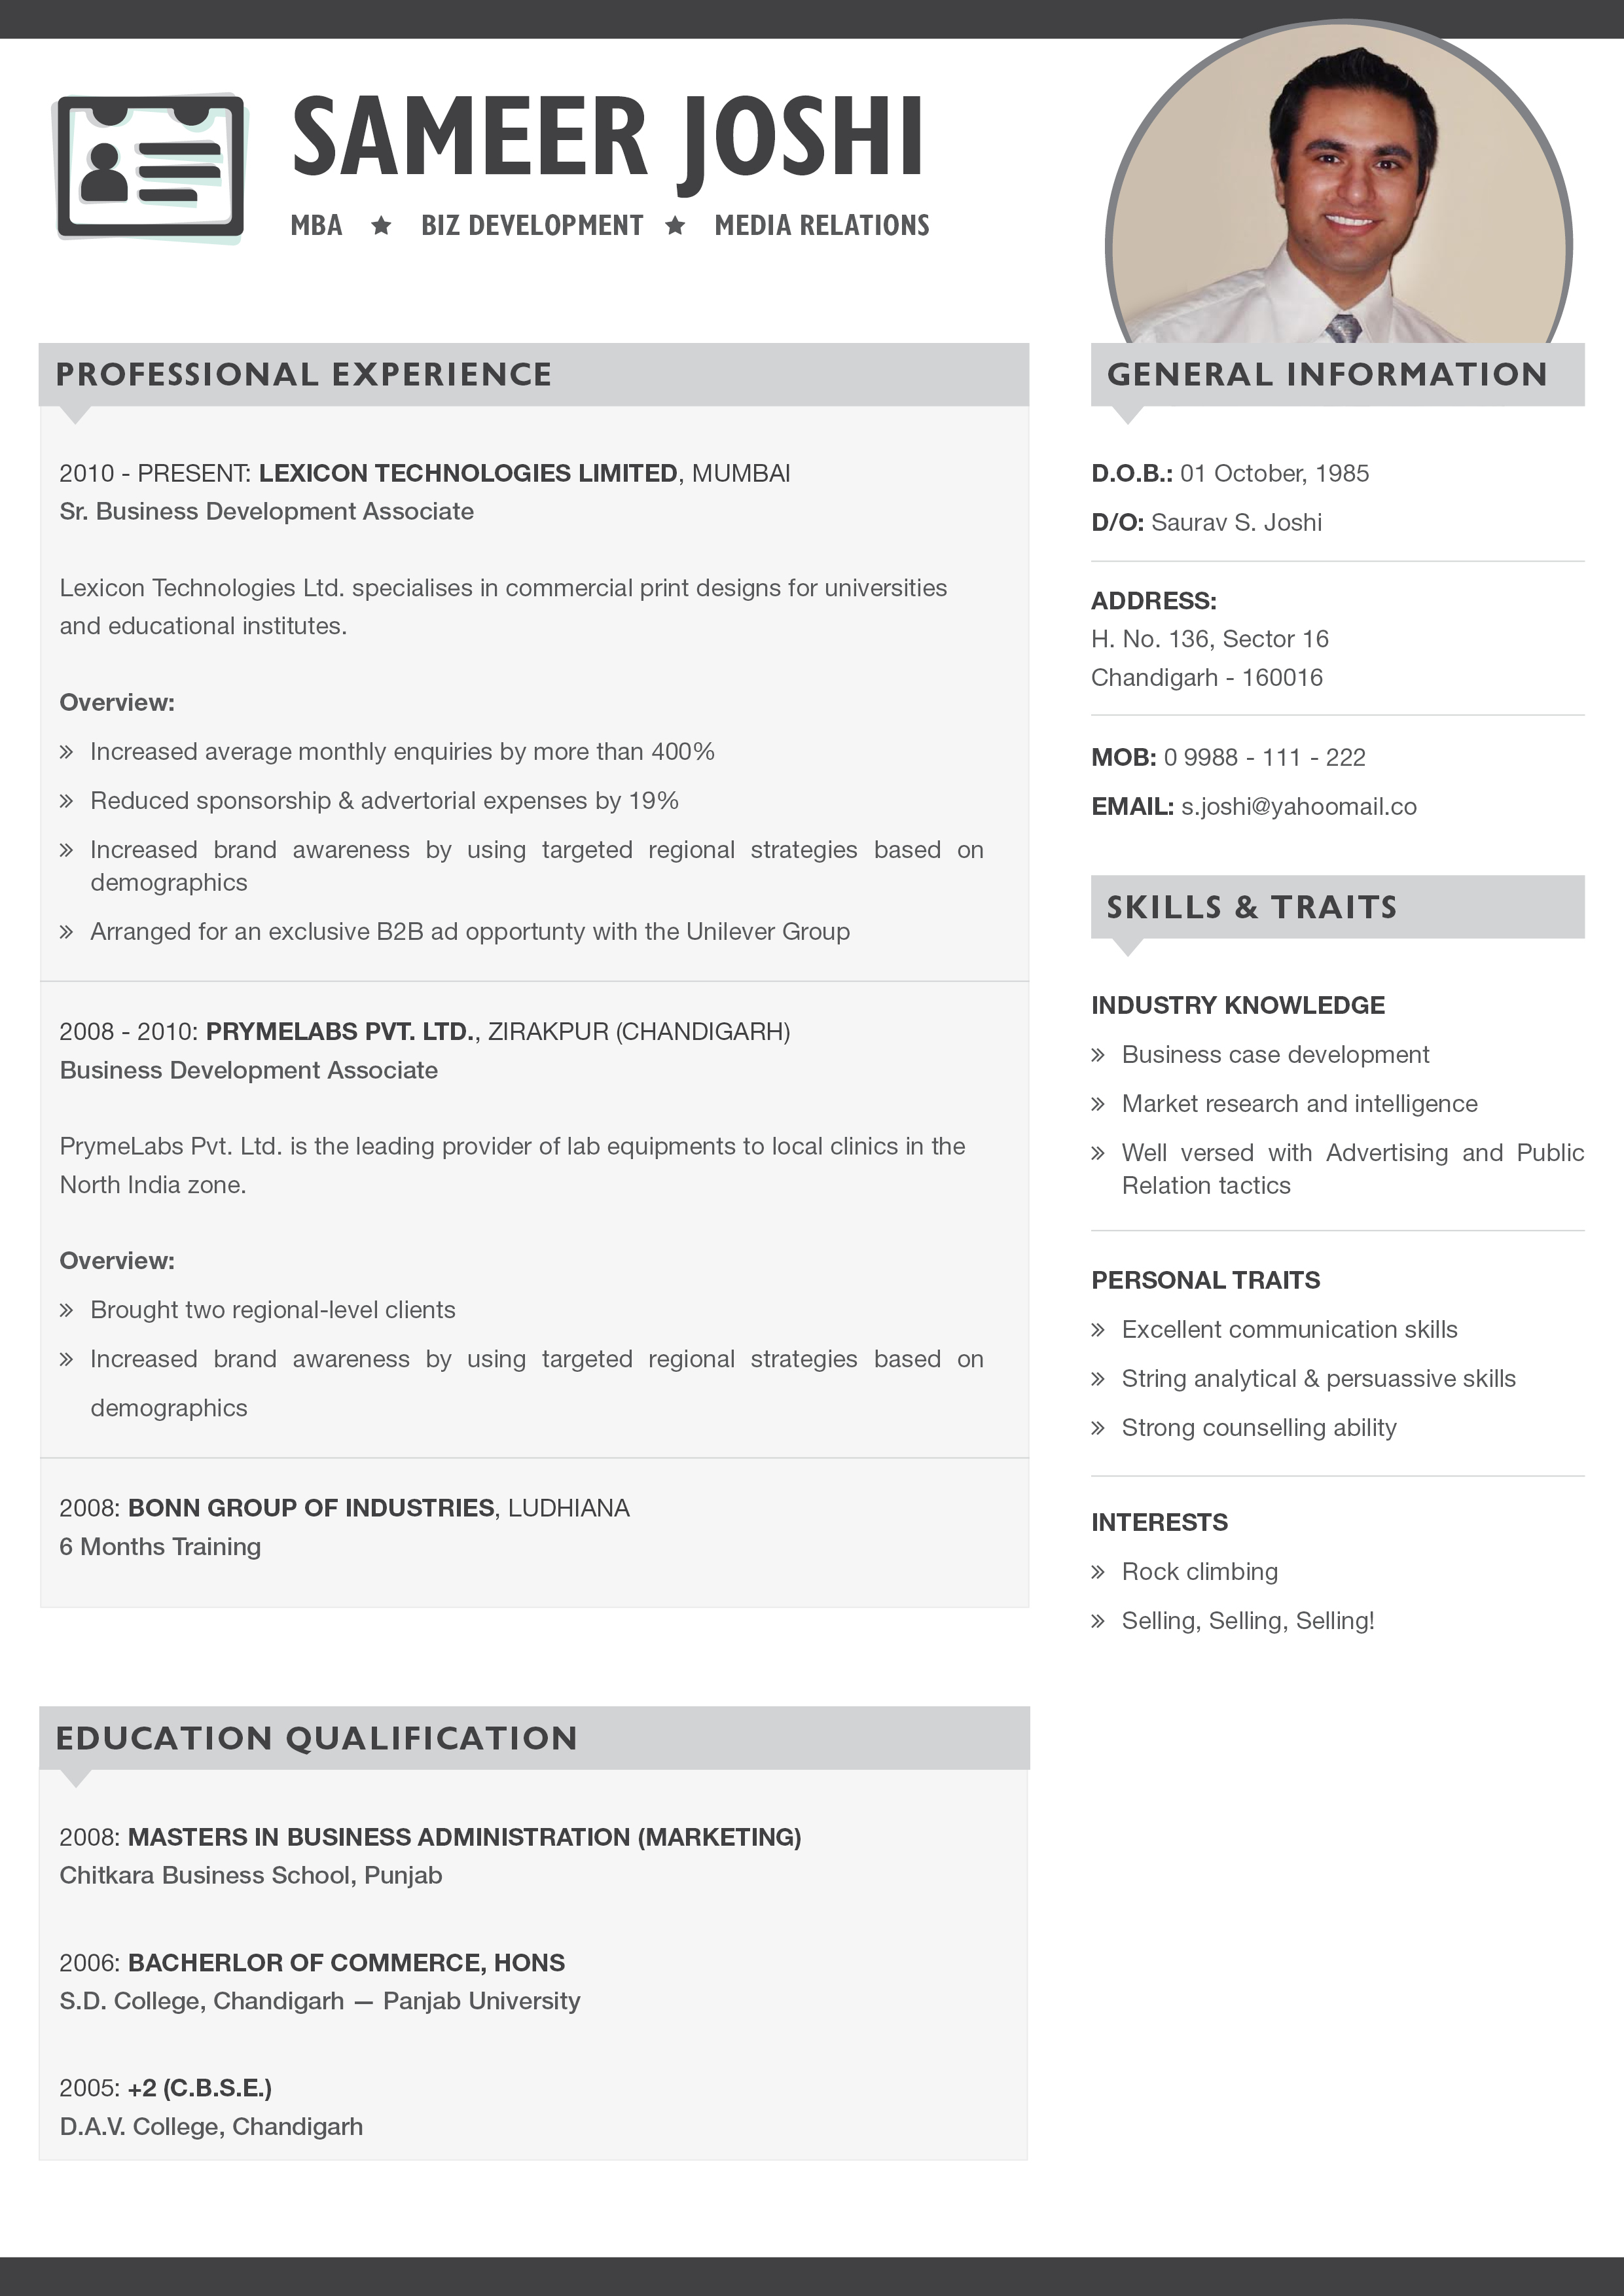 SAMEER JOSHI
MBA ★ BIZ DEVELOPMENT ★ MEDIA RELATIONS
PROFESSIONAL EXPERIENCE
2010 - PRESENT: LEXICON TECHNOLOGIES LIMITED, MUMBAI
Sr. Business Development Associate
Lexicon Technologies Ltd. specialises in commercial print designs for universities
and educational institutes.
Overview:
» Increased average monthly enquiries by more than 400%
» Reduced sponsorship & advertorial expenses by 19%
» Increased brand awareness by using targeted regional strategies based on
demographics
» Arranged for an exclusive B2B ad opportunty with the Unilever Group
2008 - 2010: PRYMELABS PVT. LTD., ZIRAKPUR (CHANDIGARH)
Business Development Associate
PrymeLabs Pvt. Ltd. is the leading provider of lab equipments to local clinics in the
North India zone.
Overview:
» Brought two regional-level clients
» Increased brand awareness by using targeted regional strategies based on
demographics
2008: BONN GROUP OF INDUSTRIES, LUDHIANA
6 Months Training
EDUCATION QUALIFICATION
2008: MASTERS IN BUSINESS ADMINISTRATION (MARKETING)
Chitkara Business School, Punjab
2006: BACHERLOR OF COMMERCE, HONS
S.D. College, Chandigarh — Panjab University
2005: +2 (C.B.S.E.)
D.A.V. College, Chandigarh
GENERAL INFORMATION
D.O.B.: 01 October, 1985
D/O: Saurav S. Joshi
ADDRESS:
H. No. 136, Sector 16
Chandigarh - 160016
MOB: 0 9988 - 111 - 222
EMAIL: s.joshi@yahoomail.co
SKILLS & TRAITS
INDUSTRY KNOWLEDGE
» Business case development
» Market research and intelligence
» Well versed with Advertising and Public
Relation tactics
PERSONAL TRAITS
» Excellent communication skills
» String analytical & persuassive skills
» Strong counselling ability
INTERESTS
» Rock climbing
» Selling, Selling, Selling!